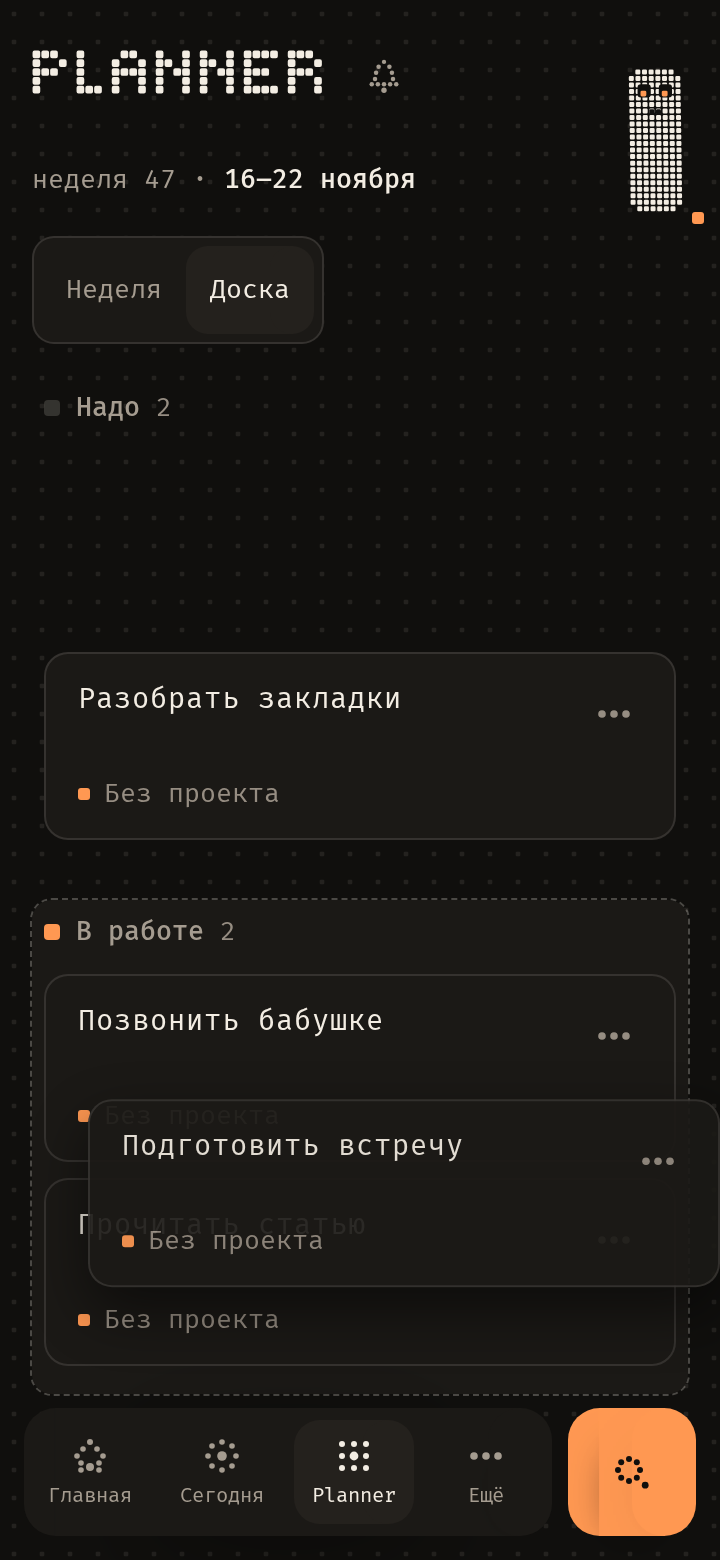 PLANNER
неделя 47 · 16–22 ноября
Неделя Доска
Надо 2
Разобрать закладки
Без проекта
В работе 2
Позвонить бабушке
Без проекта
Подготовить встречу
Прочитать статью
Без проекта
Без проекта
Главная Сегодня Planner Ещё